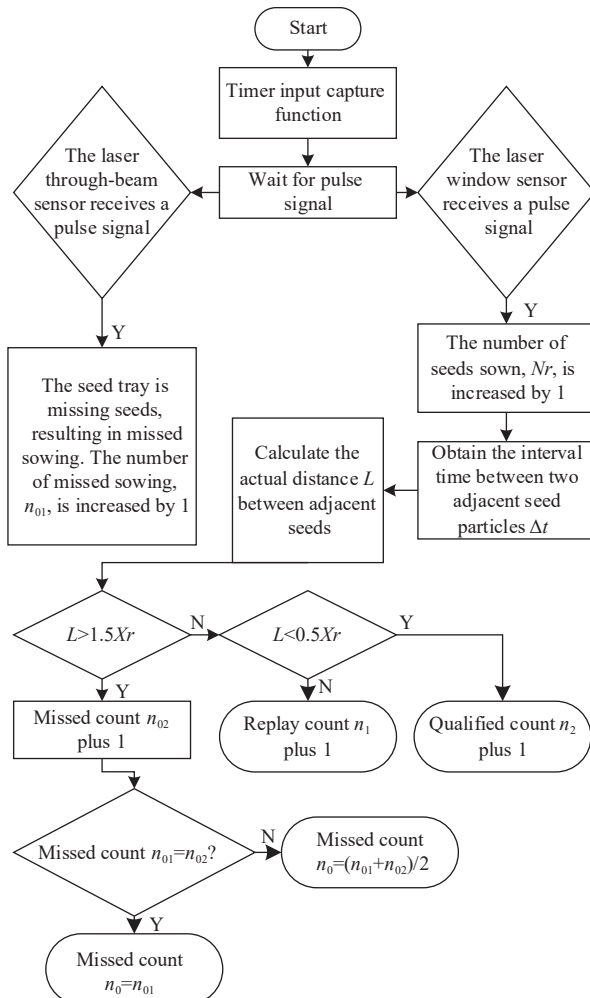 Start
Timer input capture
function
Wait for pulse
signal
The laser
through-beam
sensor receives a
pulse signal
The laser
window sensor
receives a pulse
signal
Y
Y
The seed tray is
missing seeds,
resulting in missed
sowing. The number
of missed sowing,
n01, is increased by 1
The number of
seeds sown, Nr, is
increased by 1
Obtain the interval
time between two
adjacent seed
particles Δt
Calculate the
actual distance L
between adjacent
seeds
L>1.5Xr
N
L<0.5Xr
Y
Y
N
Missed count n02
plus 1
Replay count n1
plus 1
Qualified count n2
plus 1
Missed count n01=n02?
N
Missed count
n0=(n01+n02)/2
Y
Missed count
n0=n01